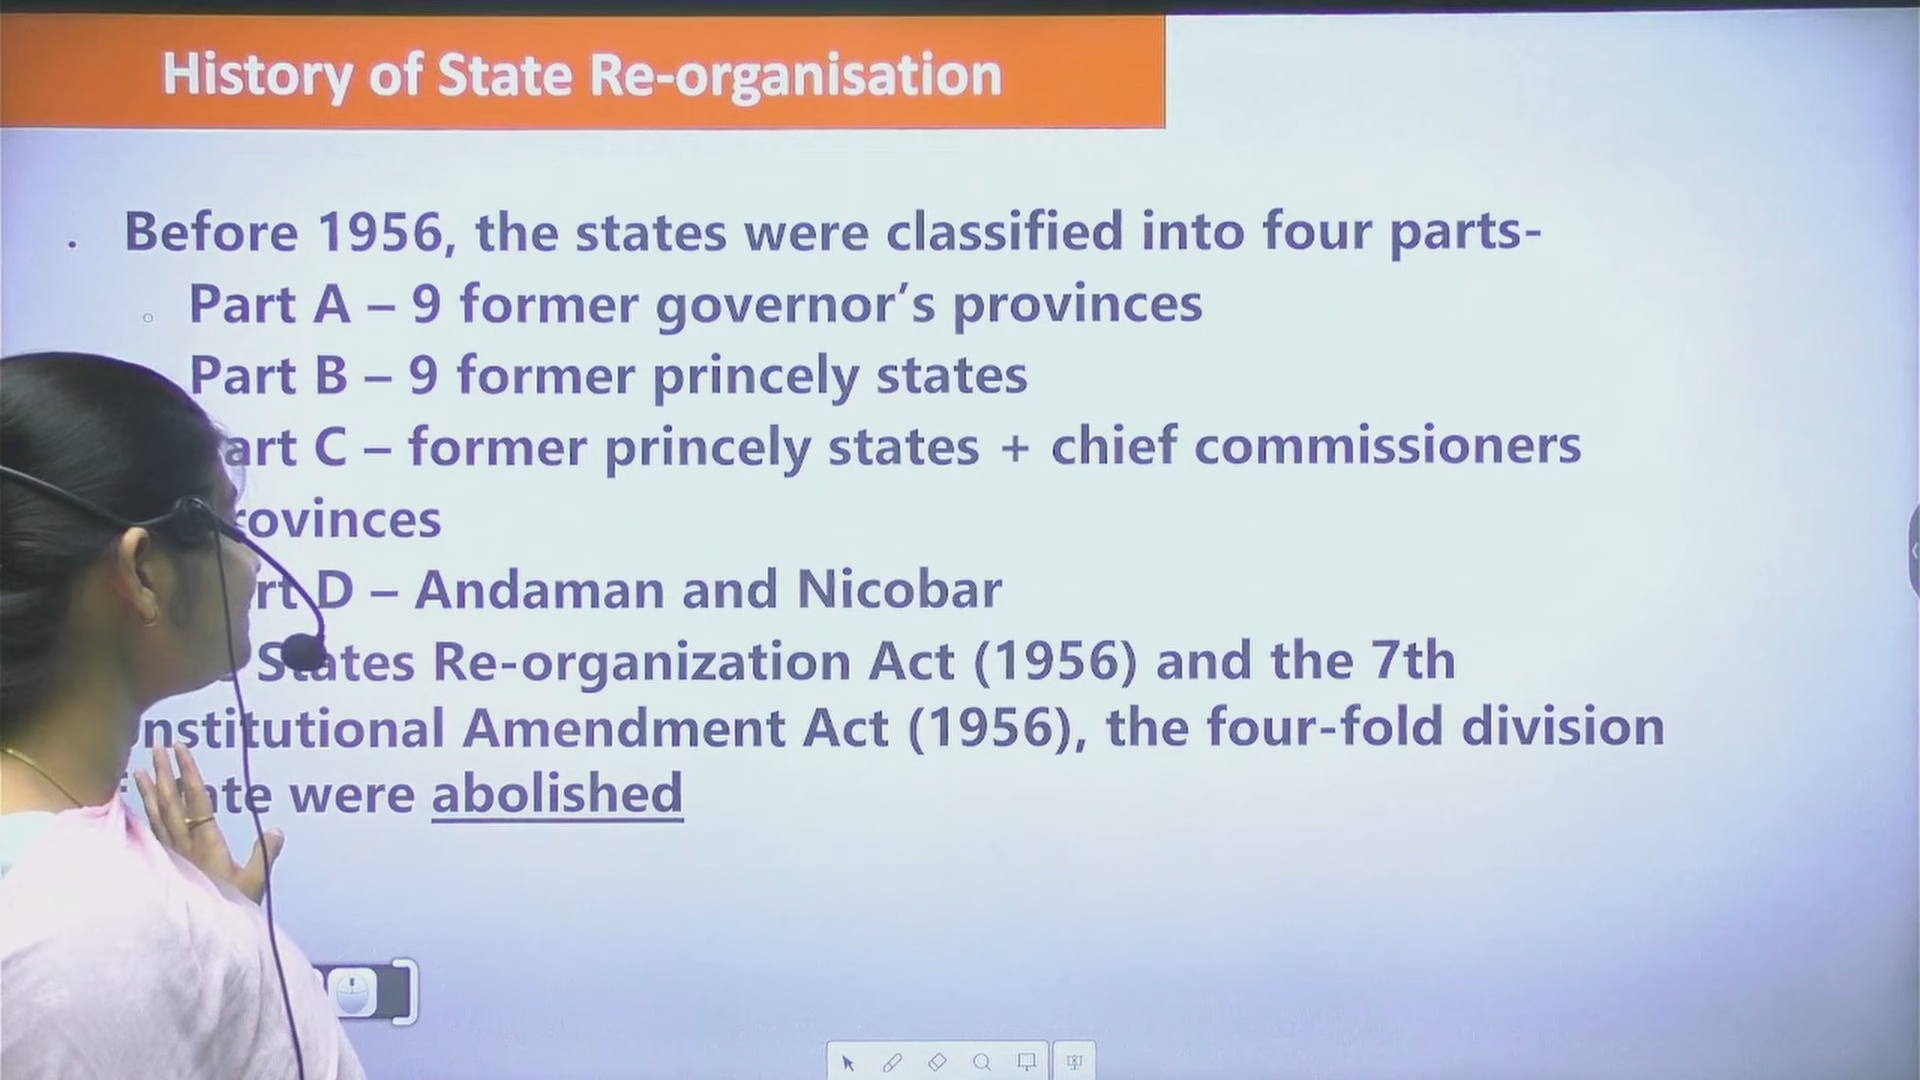 History of State Re-organisation
Before 1956, the states were classified into four parts-
Part A – 9 former governor's provinces
Part B – 9 former princely states
art C – former princely states + chief commissioners
rovinces
rt D – Andaman and Nicobar
States Re-organization Act (1956) and the 7th
nstitutional Amendment Act (1956), the four-fold division
were abolished